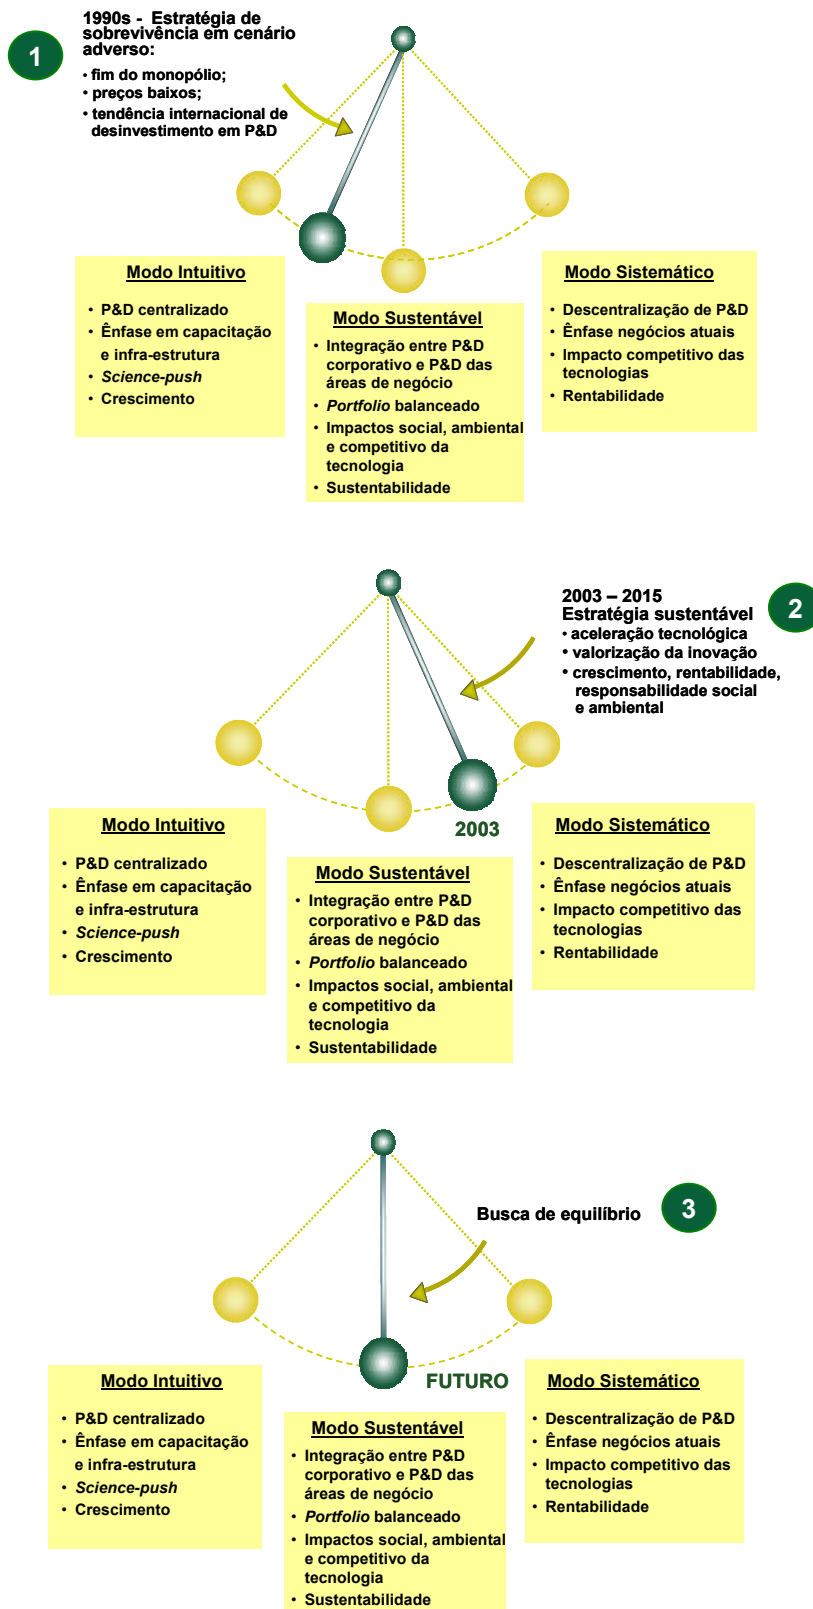 1
1990s - Estratégia de
sobrevivência em cenário
adverso:
• fim do monopólio;
• preços baixos;
• tendência internacional de
desinvestimento em P&D
Modo Intuitivo
• P&D centralizado
• Ênfase em capacitação
e infra-estrutura
• Science-push
• Crescimento
Modo Sustentável
• Integração entre P&D
corporativo e P&D das
áreas de negócio
• Portfolio balanceado
• Impactos social, ambiental
e competitivo da
tecnologia
• Sustentabilidade
Modo Sistemático
• Descentralização de P&D
• Ênfase negócios atuais
• Impacto competitivo das
tecnologias
• Rentabilidade
2003 – 2015
Estratégia sustentável
• aceleração tecnológica
• valorização da inovação
• crescimento, rentabilidade,
responsabilidade social
e ambiental
2
2003
Modo Intuitivo
• P&D centralizado
• Ênfase em capacitação
e infra-estrutura
• Science-push
• Crescimento
Modo Sustentável
• Integração entre P&D
corporativo e P&D das
áreas de negócio
• Portfolio balanceado
• Impactos social, ambiental
e competitivo da
tecnologia
• Sustentabilidade
Modo Sistemático
• Descentralização de P&D
• Ênfase negócios atuais
• Impacto competitivo das
tecnologias
• Rentabilidade
Busca de equilíbrio
3
FUTURO
Modo Intuitivo
• P&D centralizado
• Ênfase em capacitação
e infra-estrutura
• Science-push
• Crescimento
Modo Sustentável
• Integração entre P&D
corporativo e P&D das
áreas de negócio
• Portfolio balanceado
• Impactos social, ambiental
e competitivo da
tecnologia
• Sustentabilidade
Modo Sistemático
• Descentralização de P&D
• Ênfase negócios atuais
• Impacto competitivo das
tecnologias
• Rentabilidade